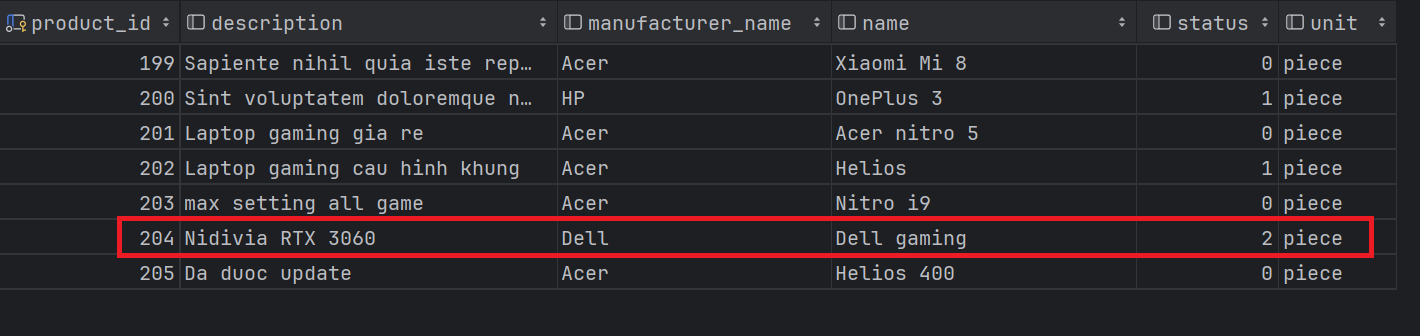 product_id description manufacturer_name name status unit
199 Sapiente nihil quia iste rep… Acer Xiaomi Mi 8 0 piece
200 Sint voluptatem doloremque n… HP OnePlus 3 1 piece
201 Laptop gaming gia re Acer Acer nitro 5 0 piece
202 Laptop gaming cau hinh khung Acer Helios 1 piece
203 max setting all game Acer Nitro i9 0 piece
204 Nidivia RTX 3060 Dell Dell gaming 2 piece
205 Da duoc update Acer Helios 400 0 piece